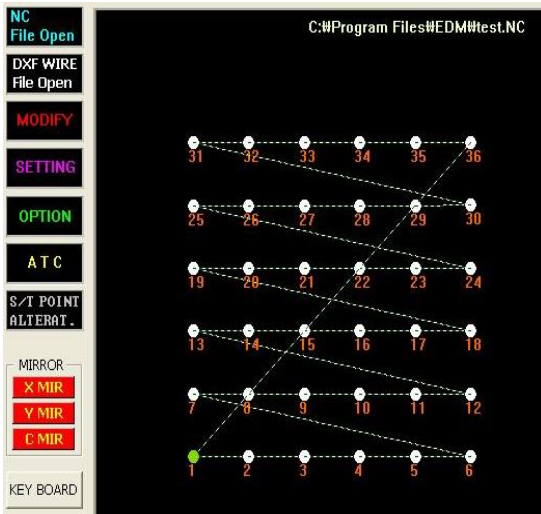 NC
File Open
C:₩Program Files₩EDM₩test.NC
DXF WIRE
File Open
MODIFY
SETTING
OPTION
A T C
S/T POINT
ALTERAT.
MIRROR
X MIR
Y MIR
C MIR
KEY BOARD
31 32 33 34 35 36
25 26 27 28 29 30
19 20 21 22 23 24
13 14 15 16 17 18
7 8 9 10 11 12
1 2 3 4 5 6